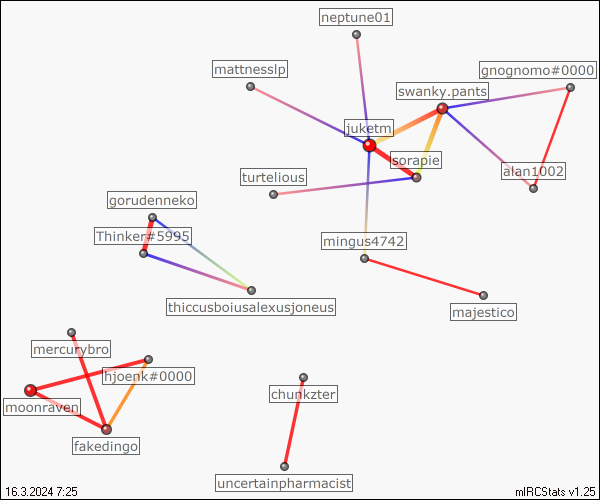 neptune01
mattnesslp
gnognomo#0000
swanky.pants
juketm
sorapie
alan1002
turtelious
gorudenneko
Thinker#5995
mingus4742
thiccusboiusalexusjoneus
majestico
mercurybro
hjoenk#0000
moonraven
chunkzter
fakedingo
uncertainpharmacist
16.3.2024 7:25
mIRCStats v1.25